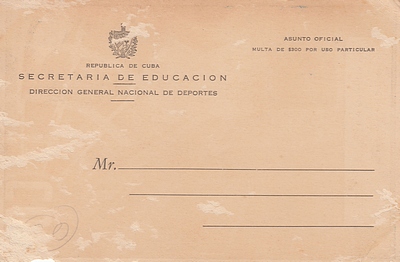 ASUNTO OFICIAL
MULTA DE $300 POR USO PARTICULAR
REPUBLICA DE CUBA
SECRETARIA DE EDUCACION
DIRECCION GENERAL NACIONAL DE DEPORTES
Mr.